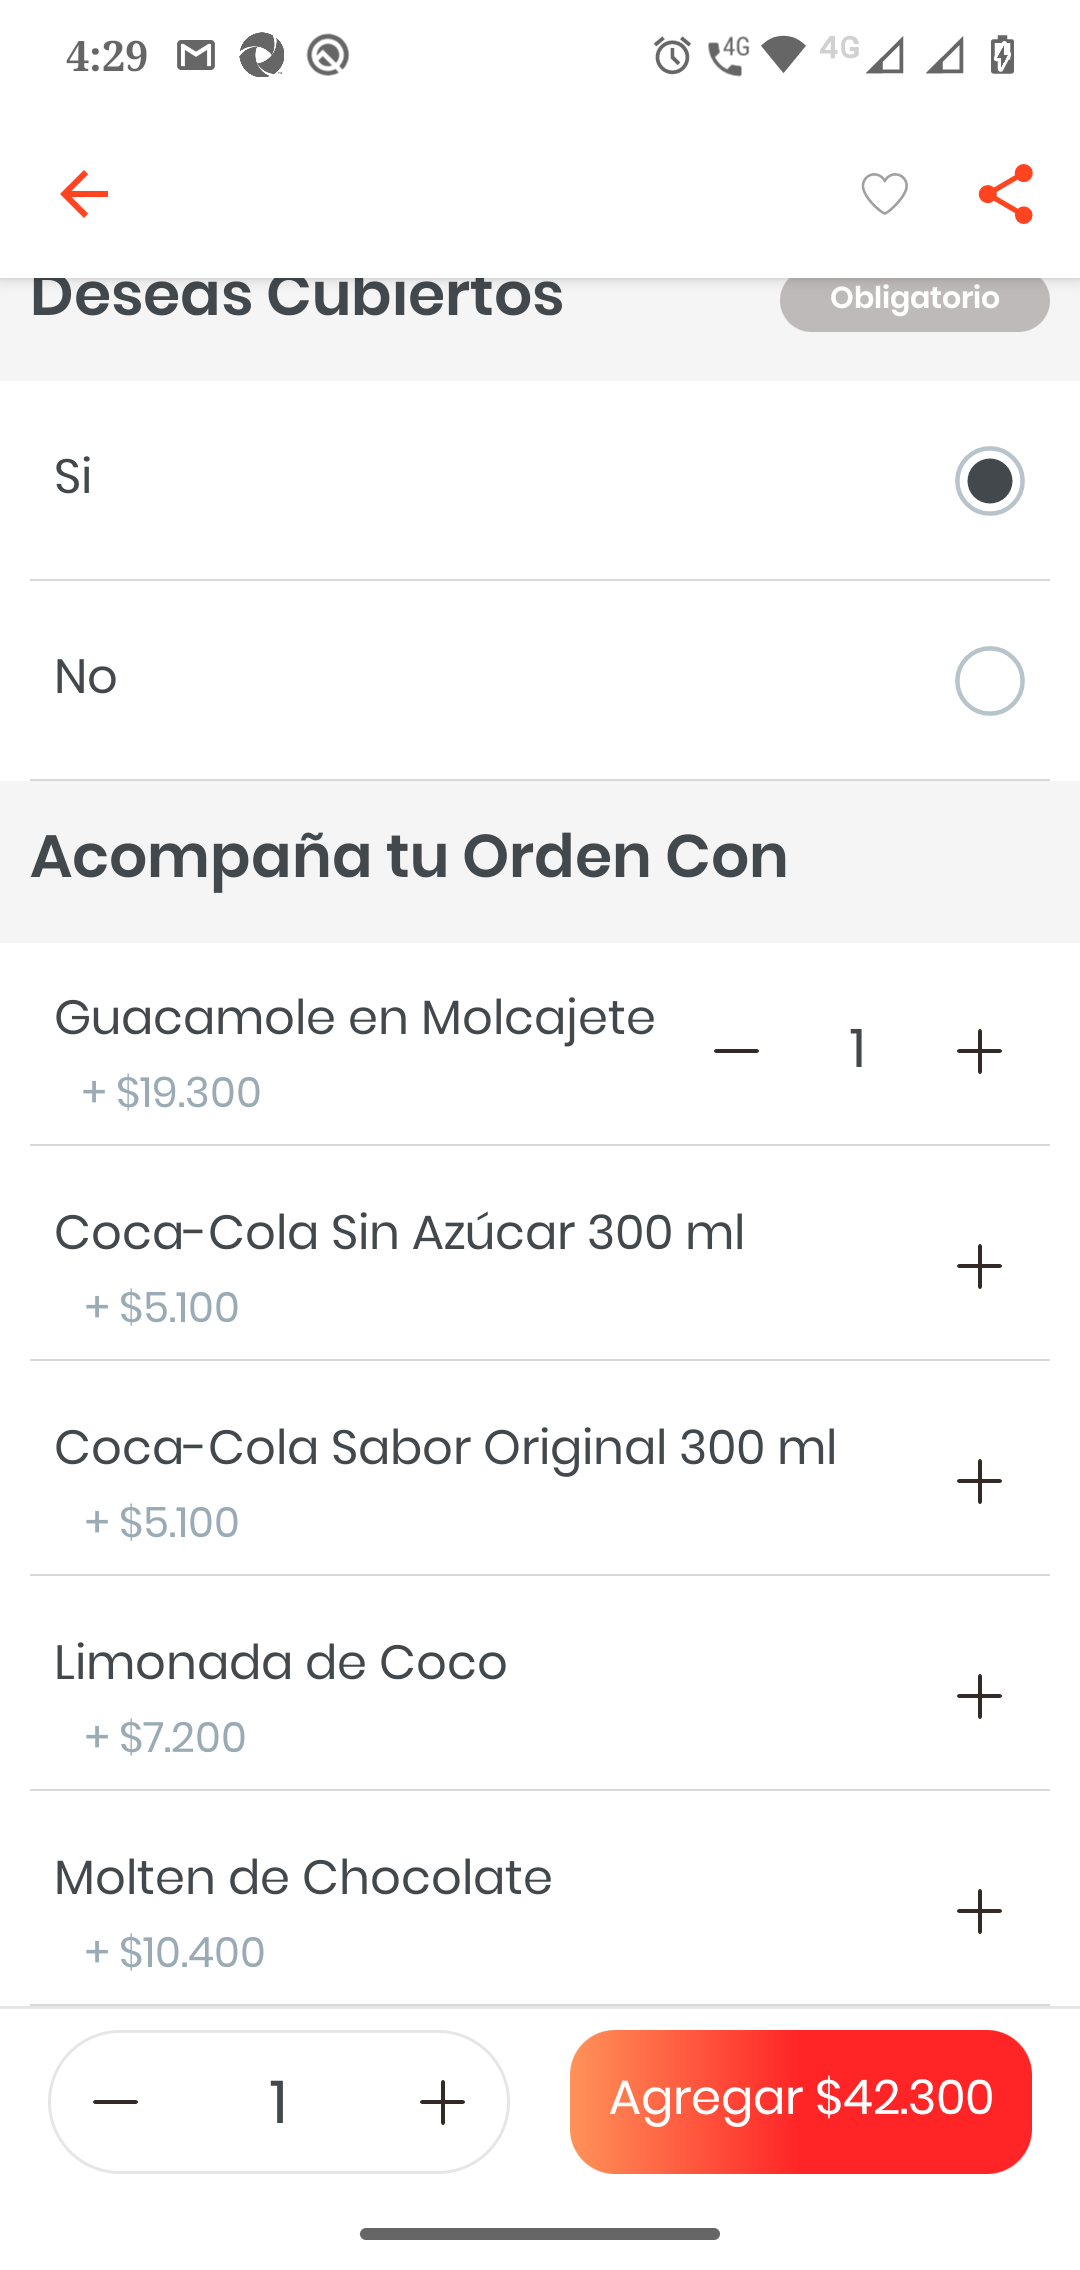 4:29
4G
4G
Deseas Cubiertos
Obligatorio
Si
No
Acompaña tu Orden Con
Guacamole en Molcajete
1
+ $19.300
Coca-Cola Sin Azúcar 300 ml
+ $5.100
Coca-Cola Sabor Original 300 ml
+ $5.100
Limonada de Coco
+ $7.200
Molten de Chocolate
+ $10.400
1
Agregar $42.300